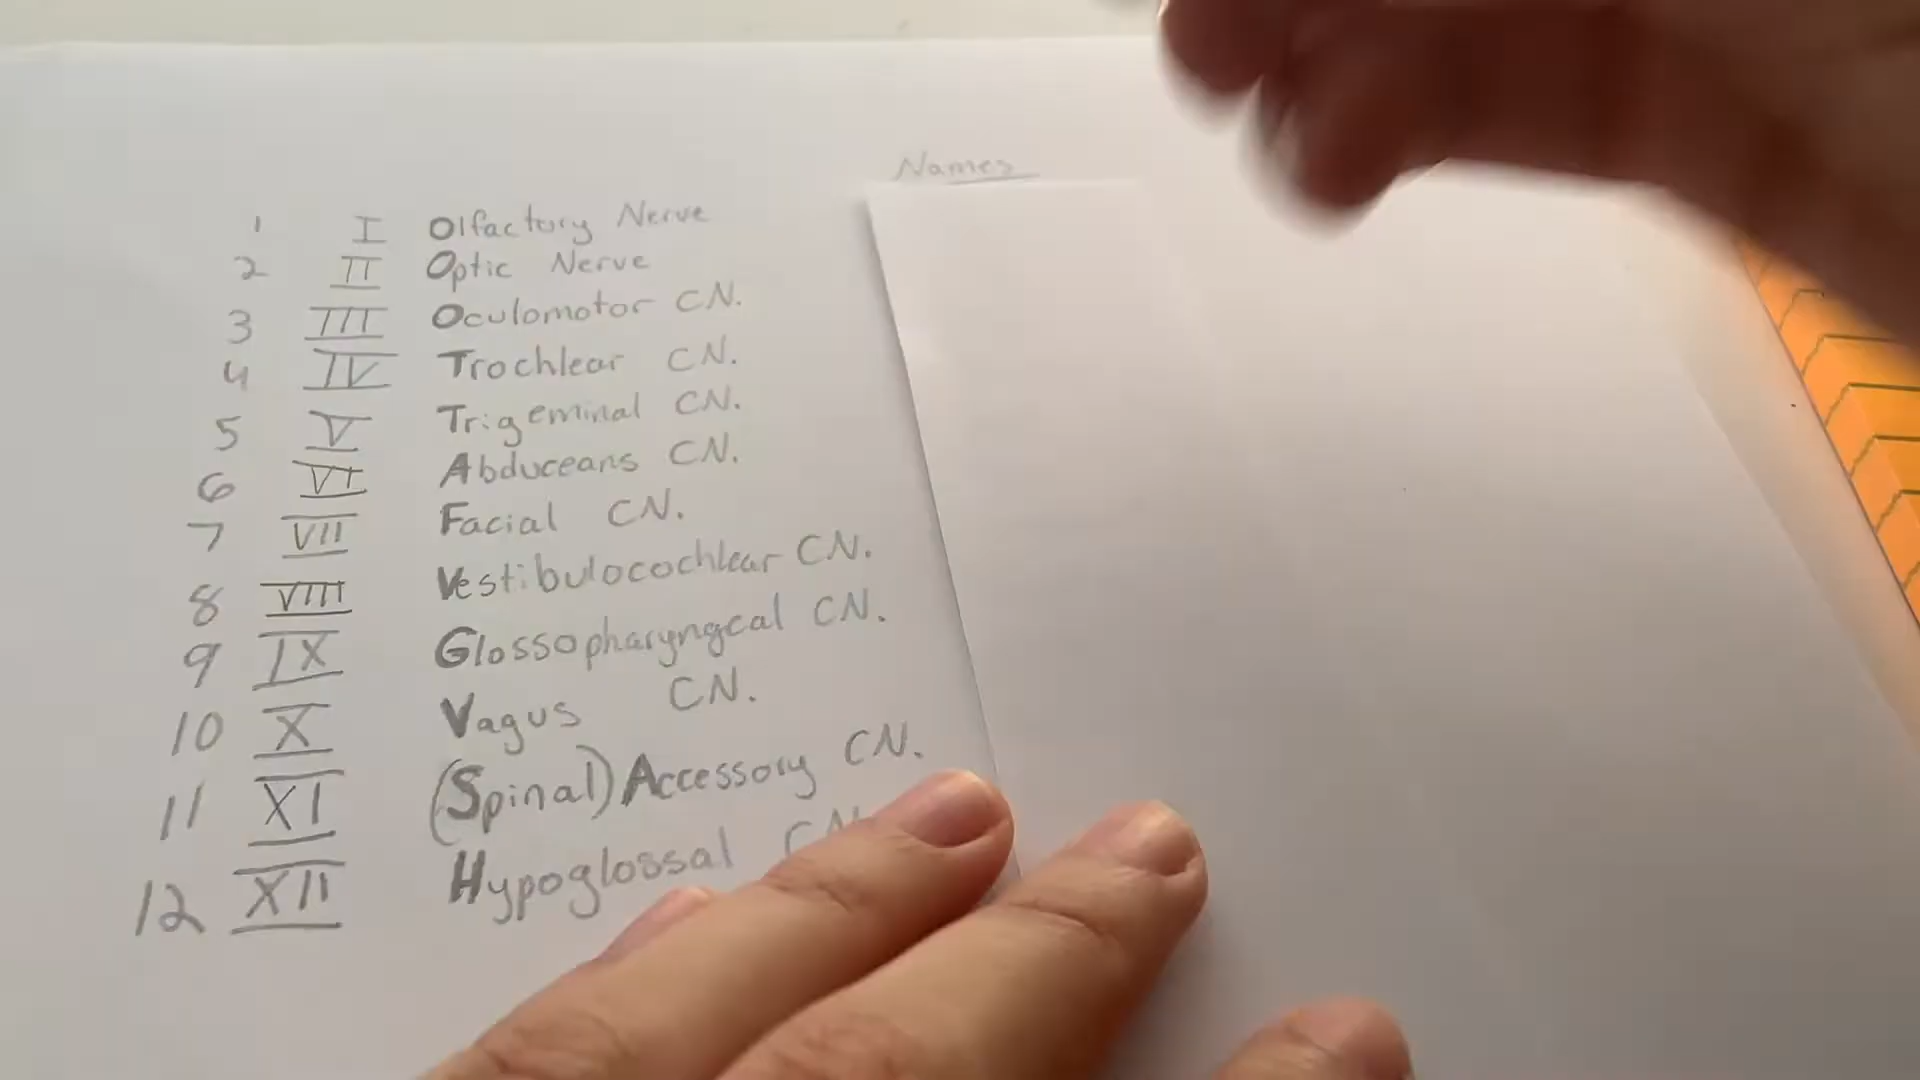 Names
1 I Olfactory Nerve
2 II Optic Nerve
3 III Oculomotor CN.
4 IV Trochlear CN.
5 V Trigeminal CN.
6 VI Abduceans CN.
7 VII Facial CN.
8 VIII Vestibulocochlear CN.
9 IX Glossopharyngeal CN.
10 X Vagus CN.
11 XI (Spinal) Accessory CN.
12 XII Hypoglossal